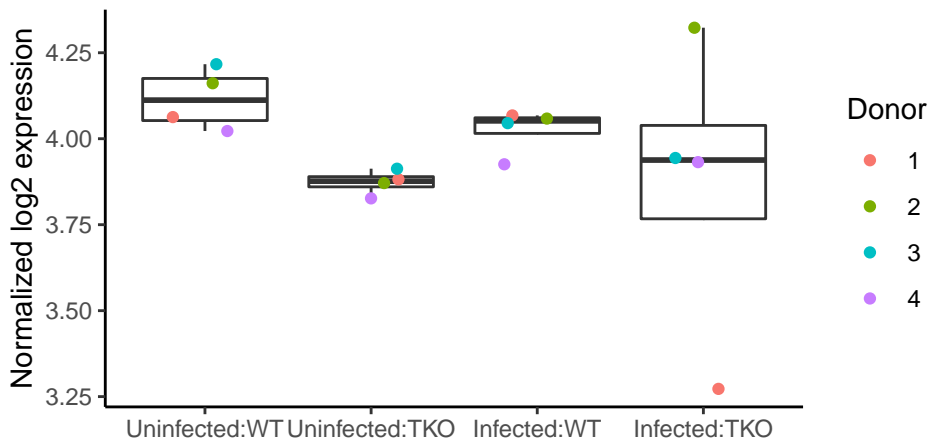 Normalized log2 expression
4.25
4.00
3.75
3.50
3.25
Uninfected:WT
Uninfected:TKO
Infected:WT
Infected:TKO
Donor
1
2
3
4